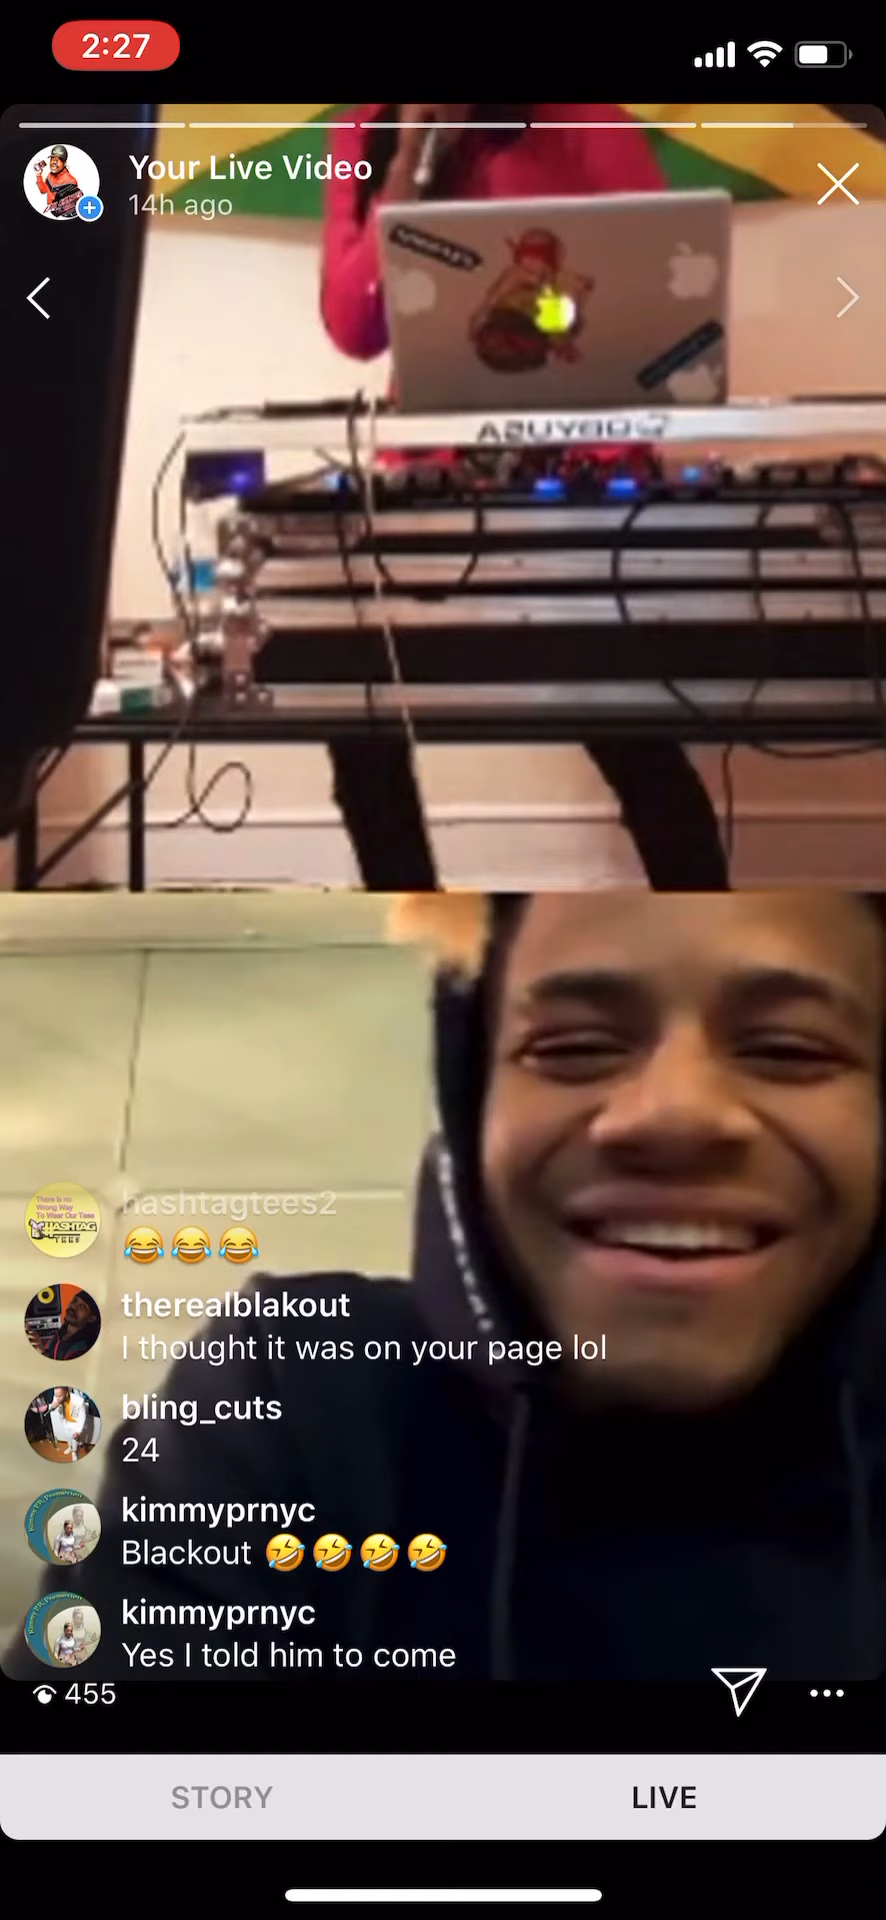 2:27
Your Live Video
14h ago
hashtagtees2
😂😂😂
therealblakout
I thought it was on your page lol
bling_cuts
24
kimmyprnyc
Blackout 🤣🤣🤣🤣
kimmyprnyc
Yes I told him to come
455
STORY
LIVE